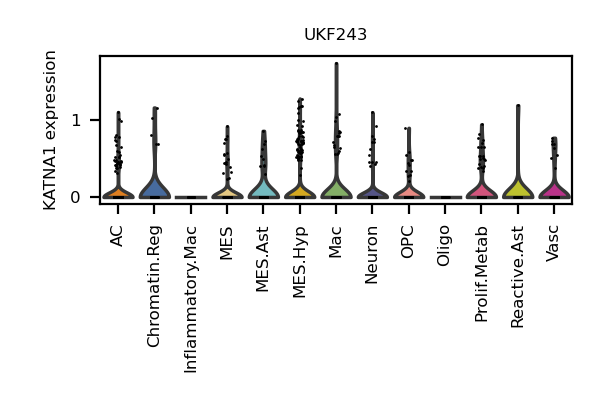 UKF243
KATNA1 expression
1
0
AC
Chromatin.Reg
Inflammatory.Mac
MES
MES.Ast
MES.Hyp
Mac
Neuron
OPC
Oligo
Prolif.Metab
Reactive.Ast
Vasc